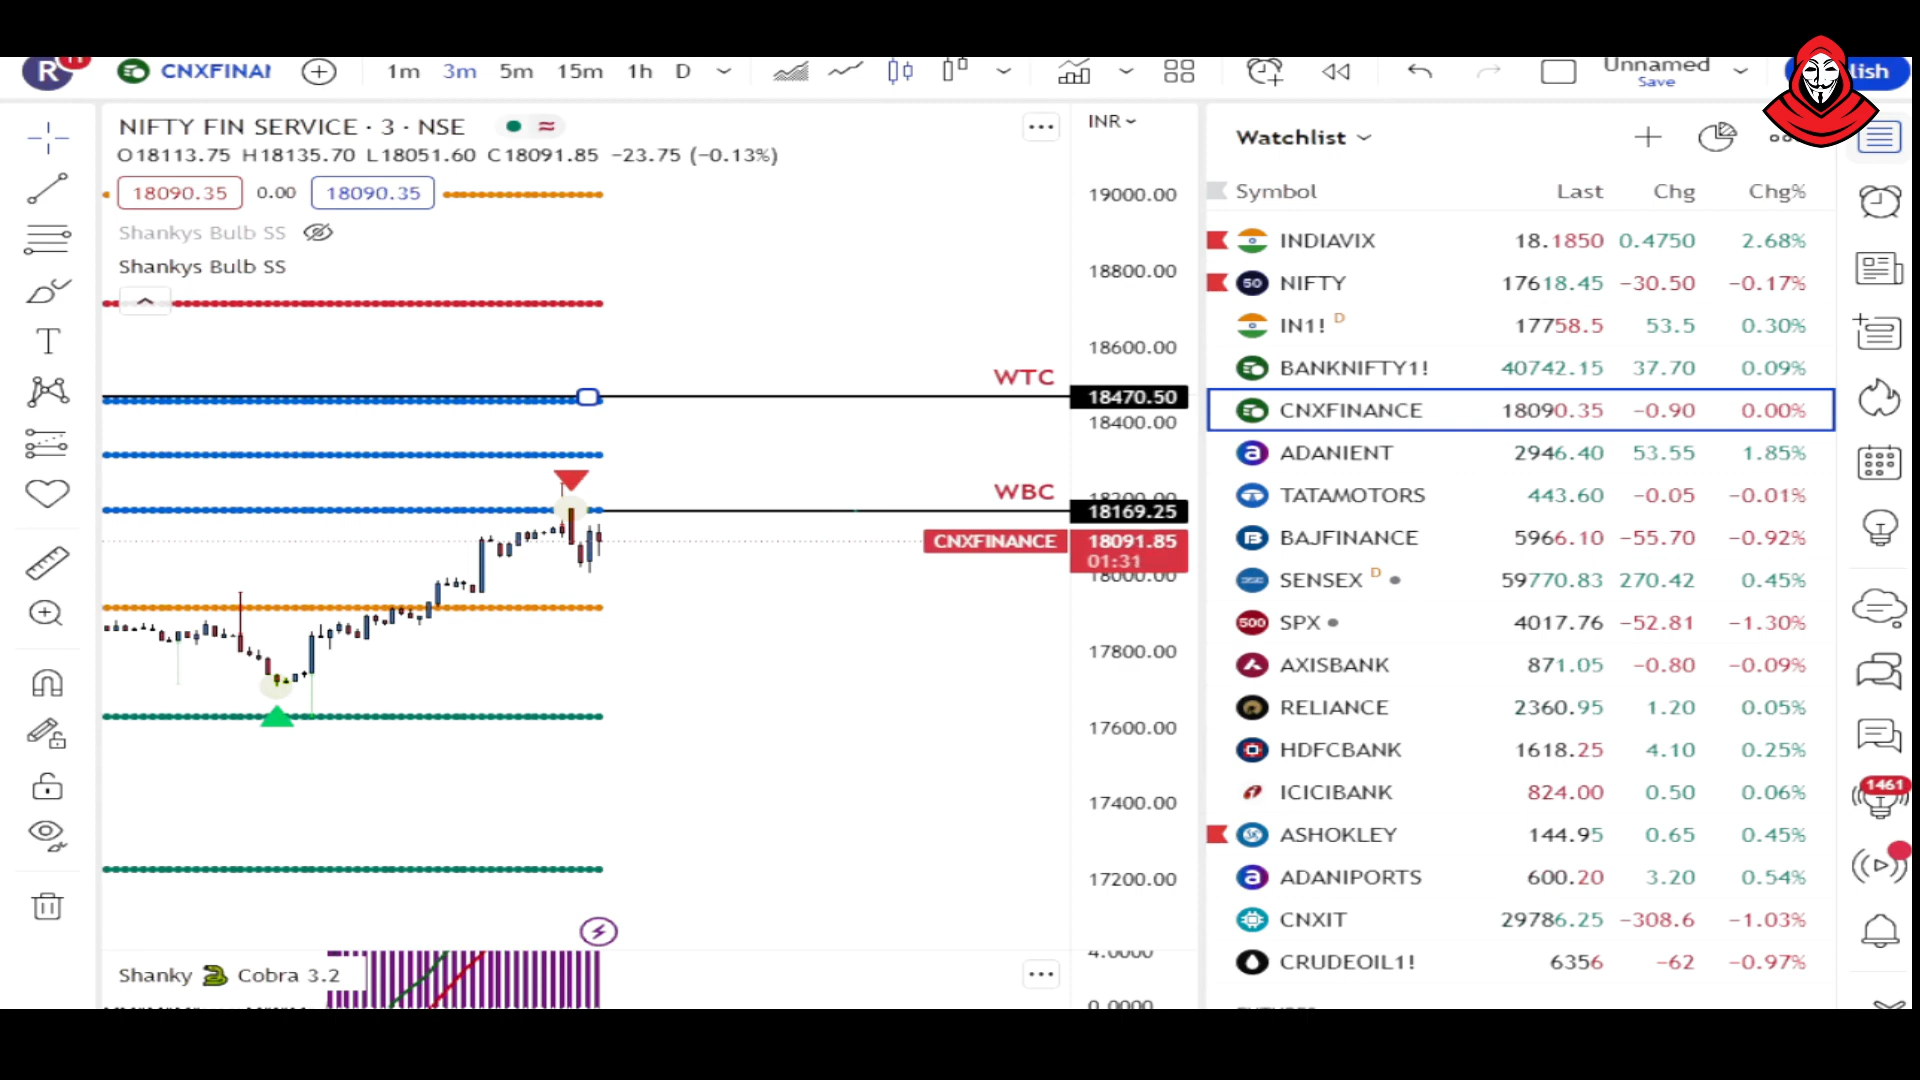 R 11 CNXFINAI 1m 3m 5m 15m 1h D Unnamed Save lish
NIFTY FIN SERVICE · 3 · NSE
O18113.75 H18135.70 L18051.60 C18091.85 −23.75 (−0.13%)
18090.35 0.00 18090.35
Shankys Bulb SS
Shankys Bulb SS
INR
19000.00
18800.00
18600.00
WTC 18470.50
18400.00
18200.00
WBC 18169.25
CNXFINANCE 18091.85
01:31
18000.00
17800.00
17600.00
17400.00
17200.00
Shanky Cobra 3.2
4.0000
0.0000
Watchlist
Symbol Last Chg Chg%
INDIAVIX 18.1850 0.4750 2.68%
50 NIFTY 17618.45 −30.50 −0.17%
IN1! D 17758.5 53.5 0.30%
BANKNIFTY1! 40742.15 37.70 0.09%
CNXFINANCE 18090.35 −0.90 0.00%
a ADANIENT 2946.40 53.55 1.85%
TATAMOTORS 443.60 −0.05 −0.01%
BAJFINANCE 5966.10 −55.70 −0.92%
SENSEX D 59770.83 270.42 0.45%
500 SPX 4017.76 −52.81 −1.30%
AXISBANK 871.05 −0.80 −0.09%
RELIANCE 2360.95 1.20 0.05%
HDFCBANK 1618.25 4.10 0.25%
ICICIBANK 824.00 0.50 0.06%
ASHOKLEY 144.95 0.65 0.45%
a ADANIPORTS 600.20 3.20 0.54%
CNXIT 29786.25 −308.6 −1.03%
CRUDEOIL1! 6356 −62 −0.97%
1461